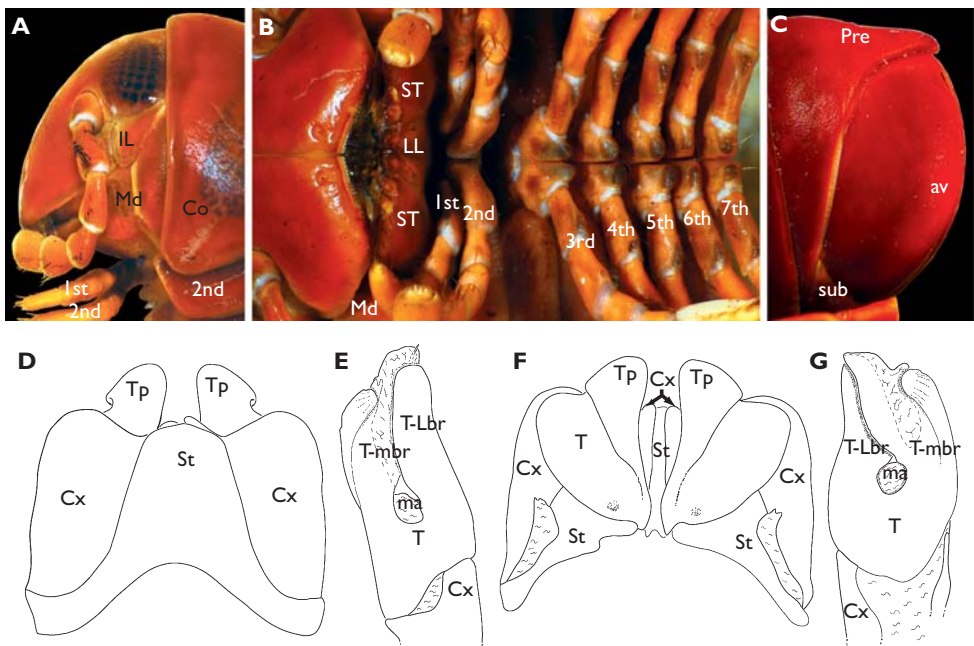 A
IL
Md
Co
1st
2nd
2nd
B
ST
LL
ST
1st
2nd
3rd
4th
5th
6th
7th
Md
C
Pre
av
sub
D
Tp
Tp
St
Cx
Cx
E
T-Lbr
T-mbr
ma
T
Cx
F
Tp
Cx
Tp
T
St
Cx
Cx
St
St
G
T-Lbr
T-mbr
ma
T
Cx